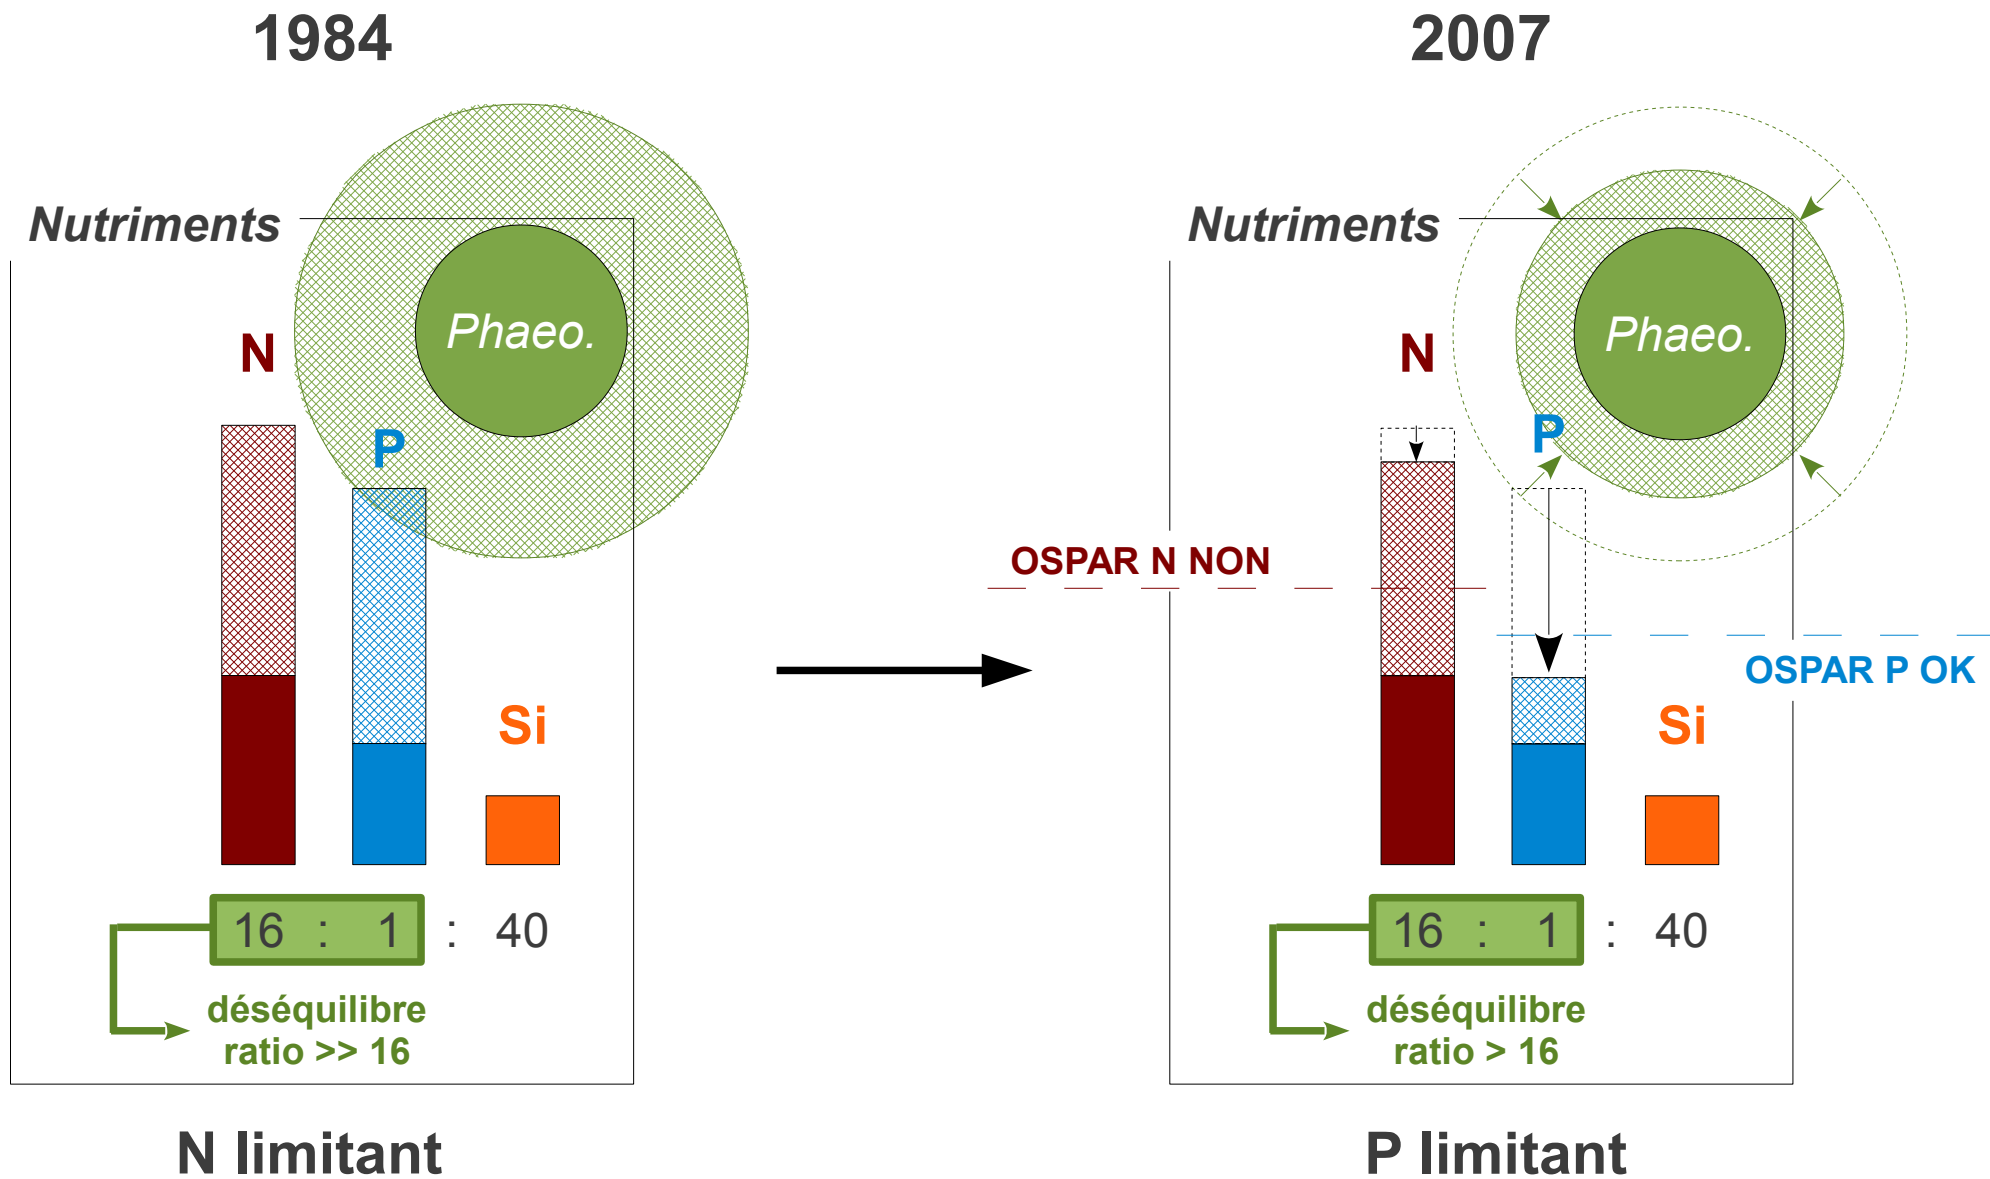 1984
Nutriments
Phaeo.
N
P
Si
16 : 1 : 40
déséquilibre
ratio >> 16
N limitant
2007
Nutriments
Phaeo.
N
P
OSPAR N NON
OSPAR P OK
Si
16 : 1 : 40
déséquilibre
ratio > 16
P limitant